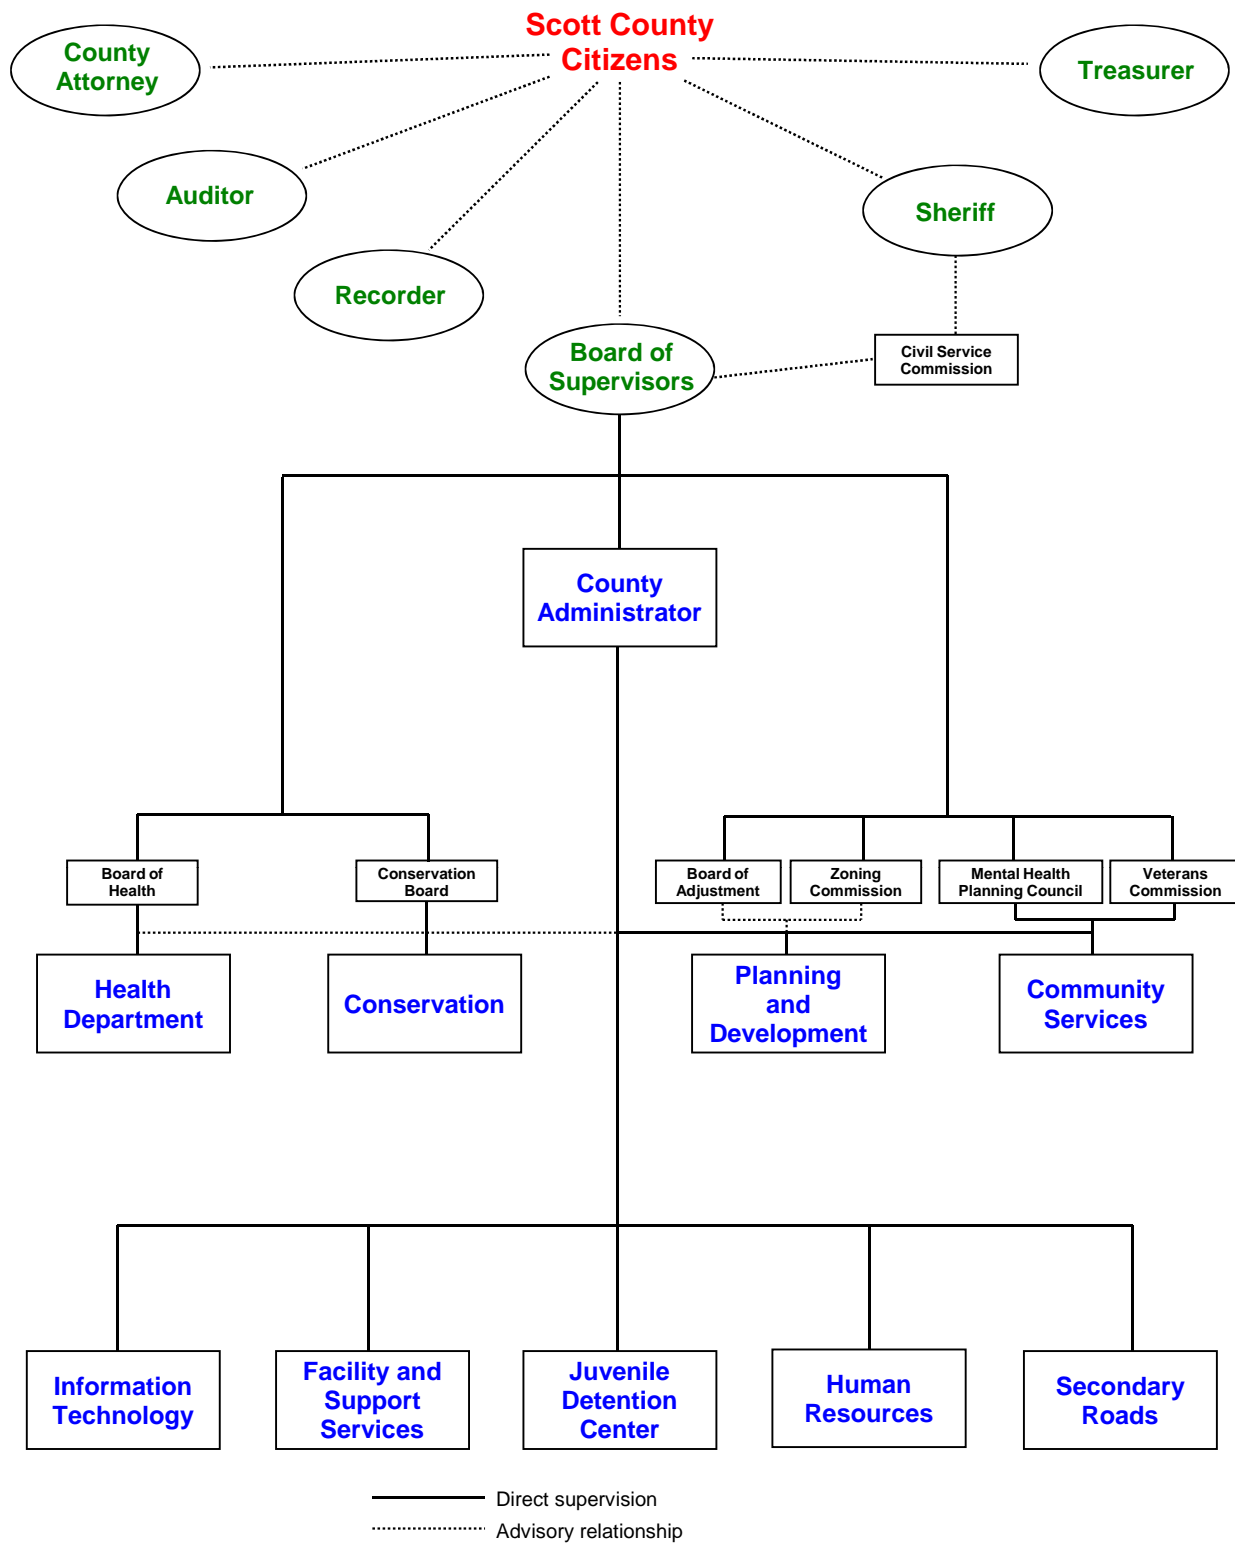 Scott County
Citizens
County
Attorney
Treasurer
Auditor
Sheriff
Recorder
Board of
Supervisors
Civil Service
Commission
County
Administrator
Board of
Health
Conservation
Board
Board of
Adjustment
Zoning
Commission
Mental Health
Planning Council
Veterans
Commission
Health
Department
Conservation
Planning
and
Development
Community
Services
Information
Technology
Facility and
Support
Services
Juvenile
Detention
Center
Human
Resources
Secondary
Roads
Direct supervision
Advisory relationship